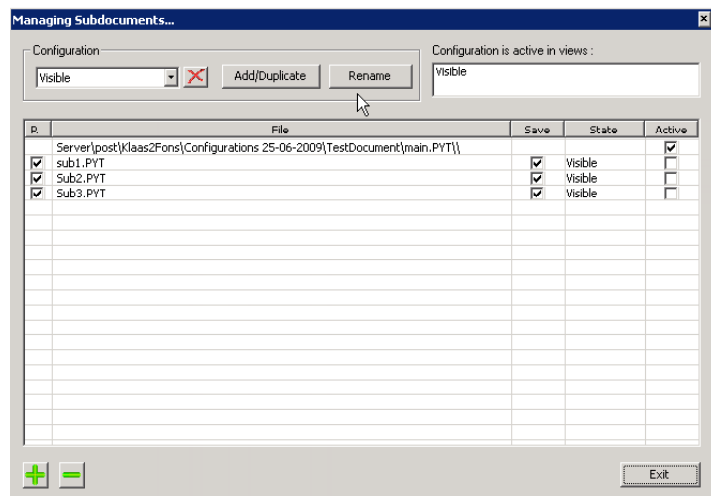 Managing Subdocuments...
Configuration
Configuration is active in views :
Visible
Add/Duplicate
Rename
Visible
P. File Save State Active
Server\post\Klaas2Fons\Configurations 25-06-2009\TestDocument\main.PYT\\
sub1.PYT Visible
Sub2.PYT Visible
Sub3.PYT Visible
Exit